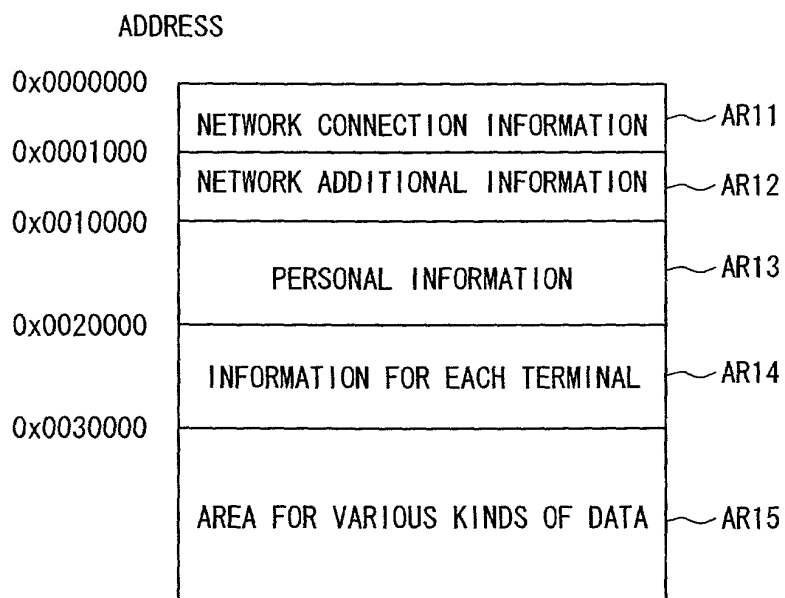 ADDRESS
0x0000000
NETWORK CONNECTION INFORMATION
AR11
0x0001000
NETWORK ADDITIONAL INFORMATION
AR12
0x0010000
PERSONAL INFORMATION
AR13
0x0020000
INFORMATION FOR EACH TERMINAL
AR14
0x0030000
AREA FOR VARIOUS KINDS OF DATA
AR15